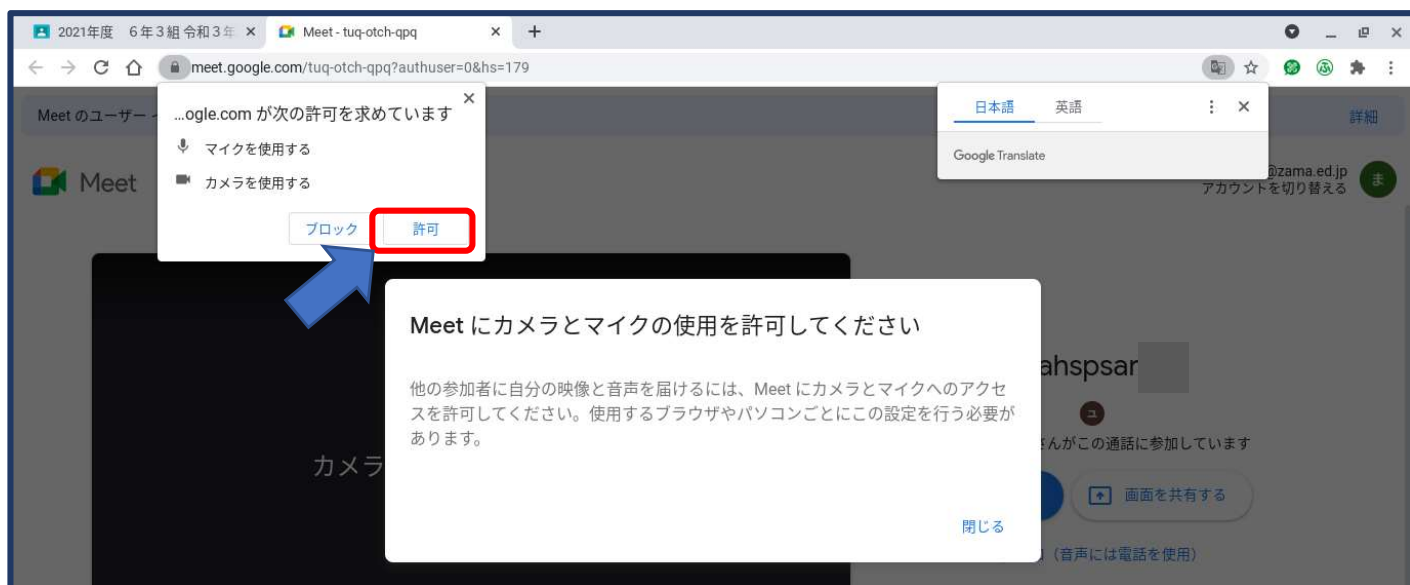 2021年度 6年3組 令和3年
Meet - tuq-otch-qpq
meet.google.com/tuq-otch-qpq?authuser=0&hs=179
Meet のユーザー
詳細
...ogle.com が次の許可を求めています
マイクを使用する
カメラを使用する
ブロック
許可
日本語 英語
Google Translate
Meet
@zama.ed.jp
アカウントを切り替える
ま
Meet にカメラとマイクの使用を許可してください
他の参加者に自分の映像と音声を届けるには、Meet にカメラとマイクへのアクセ
スを許可してください。使用するブラウザやパソコンごとにこの設定を行う必要が
あります。
閉じる
カメラ
ahspsar
ユ
さんがこの通話に参加しています
画面を共有する
（音声には電話を使用）